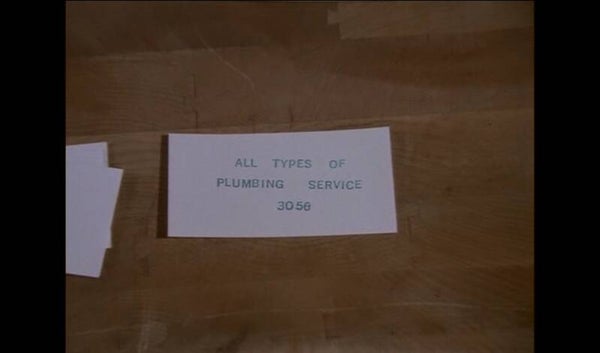 ALL TYPES OF
PLUMBING SERVICE
3056